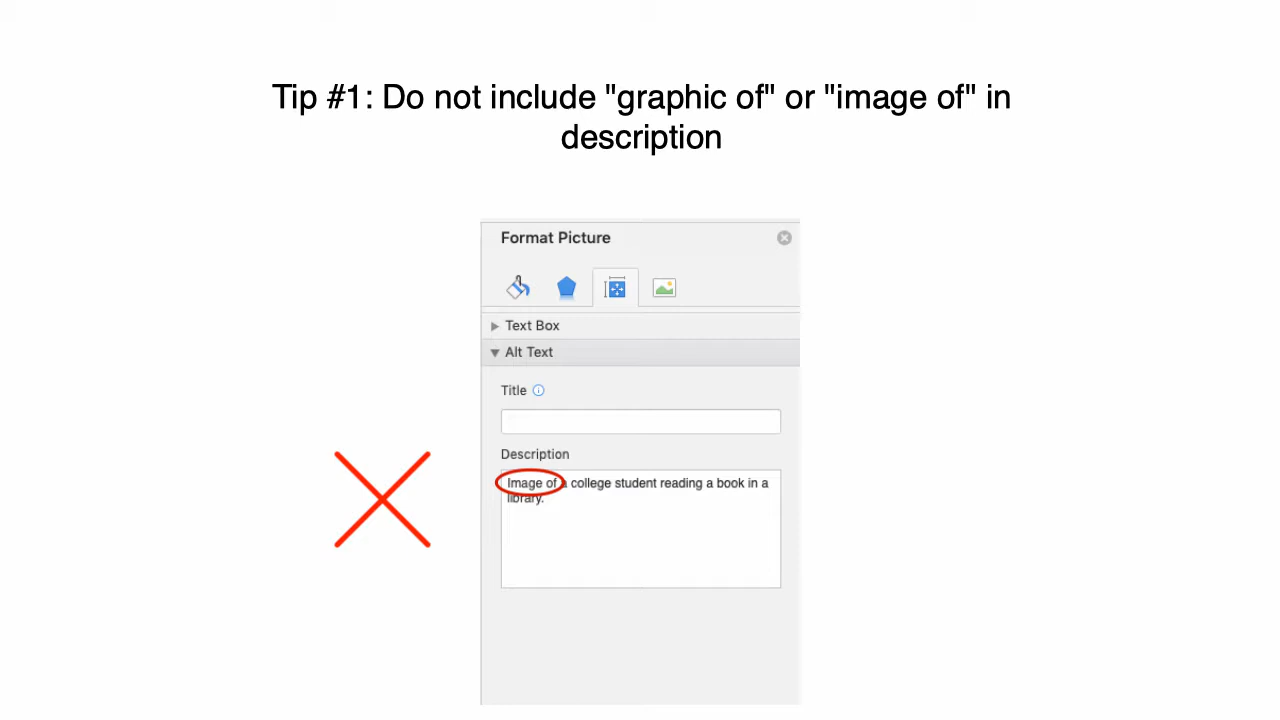 Tip #1: Do not include "graphic of" or "image of" in
description
Format Picture
Text Box
Alt Text
Title
Description
Image of a college student reading a book in a
library.